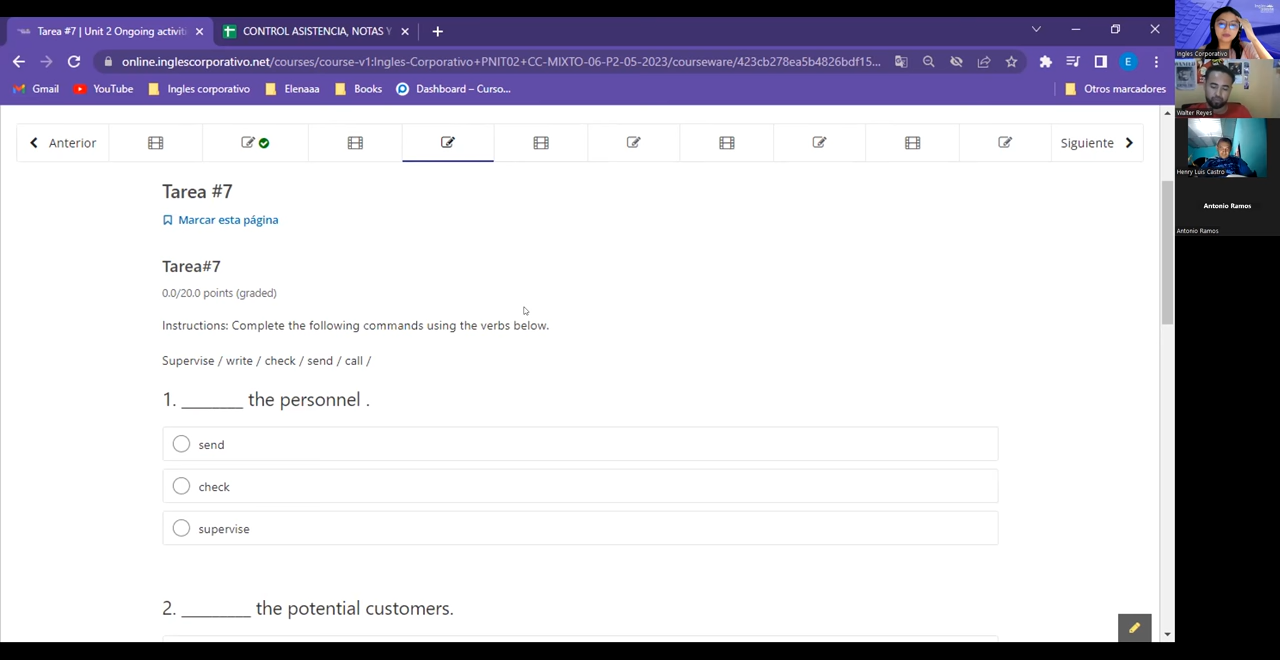 Tarea #7 | Unit 2 Ongoing activiti
CONTROL ASISTENCIA, NOTAS Y
online.inglescorporativo.net/courses/course-v1:Ingles-Corporativo+PNIT02+CC-MIXTO-06-P2-05-2023/courseware/423cb278ea5b4826bdf15...
E
Gmail
YouTube
Ingles corporativo
Elenaaa
Books
Dashboard – Curso...
Otros marcadores
Anterior
Siguiente
Tarea #7
Marcar esta página
Tarea#7
0.0/20.0 points (graded)
Instructions: Complete the following commands using the verbs below.
Supervise / write / check / send / call /
1. _______ the personnel .
send
check
supervise
2. ________ the potential customers.
Ingles Corporativo
Walter Reyes
Henry Luis Castro
Antonio Ramos
Antonio Ramos